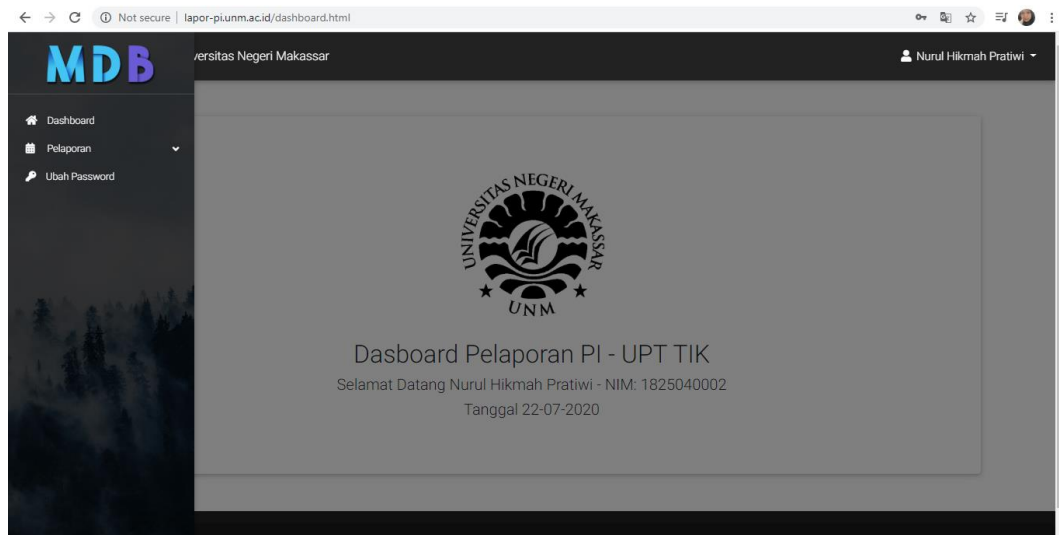 Not secure | lapor-pi.unm.ac.id/dashboard.html
MDB
versitas Negeri Makassar
Nurul Hikmah Pratiwi
Dashboard
Pelaporan
Ubah Password
UNIVERSITAS NEGERI MAKASSAR
UNM
Dasboard Pelaporan PI - UPT TIK
Selamat Datang Nurul Hikmah Pratiwi - NIM: 1825040002
Tanggal 22-07-2020